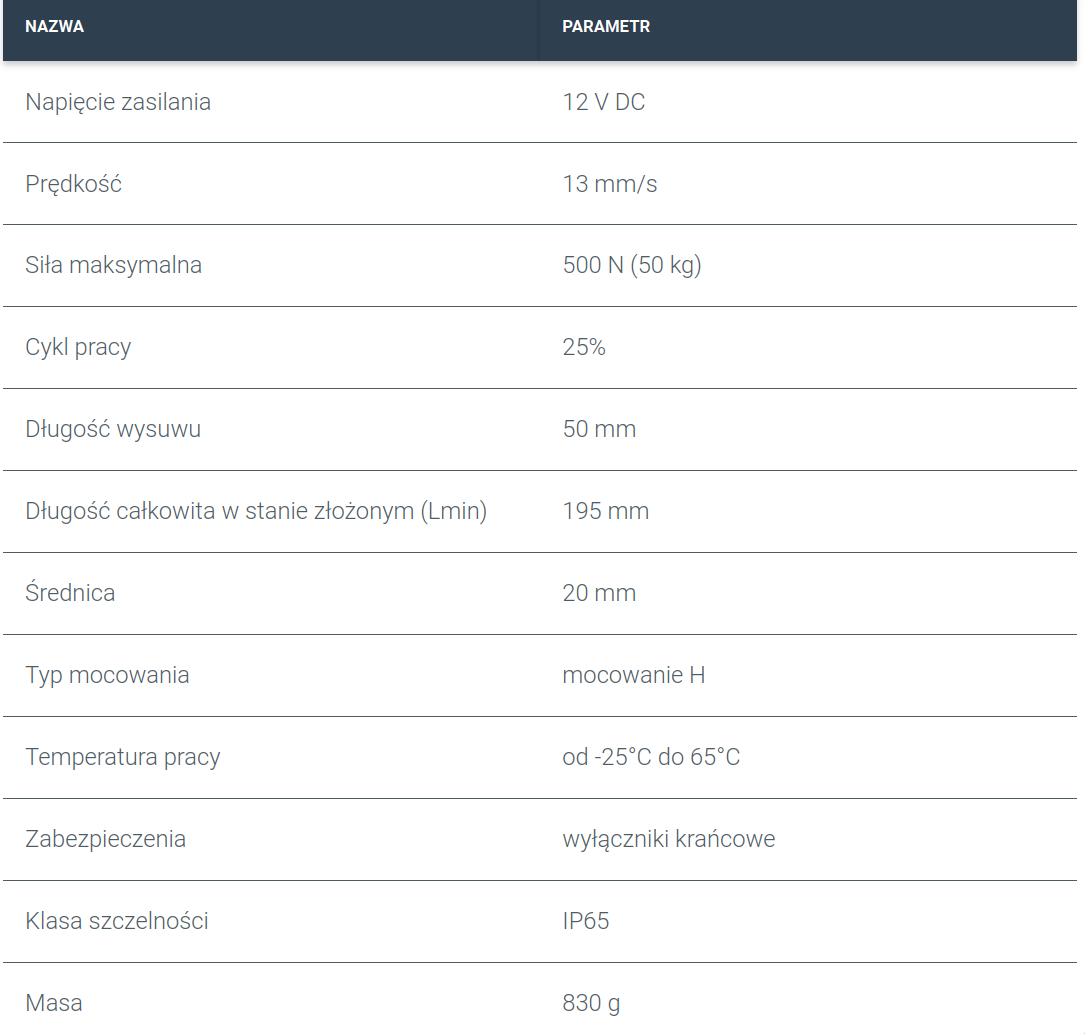 NAZWA PARAMETR
Napięcie zasilania 12 V DC
Prędkość 13 mm/s
Siła maksymalna 500 N (50 kg)
Cykl pracy 25%
Długość wysuwu 50 mm
Długość całkowita w stanie złożonym (Lmin) 195 mm
Średnica 20 mm
Typ mocowania mocowanie H
Temperatura pracy od -25°C do 65°C
Zabezpieczenia wyłączniki krańcowe
Klasa szczelności IP65
Masa 830 g